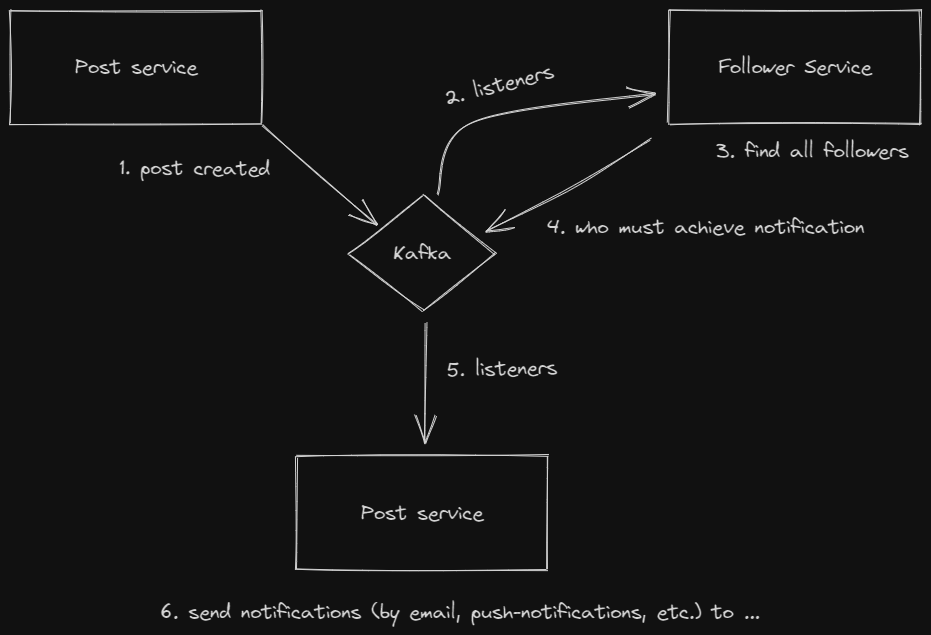 Post service
Follower Service
2. listeners
3. find all followers
1. post created
4. who must achieve notification
Kafka
5. listeners
Post service
6. send notifications (by email, push-notifications, etc.) to ...